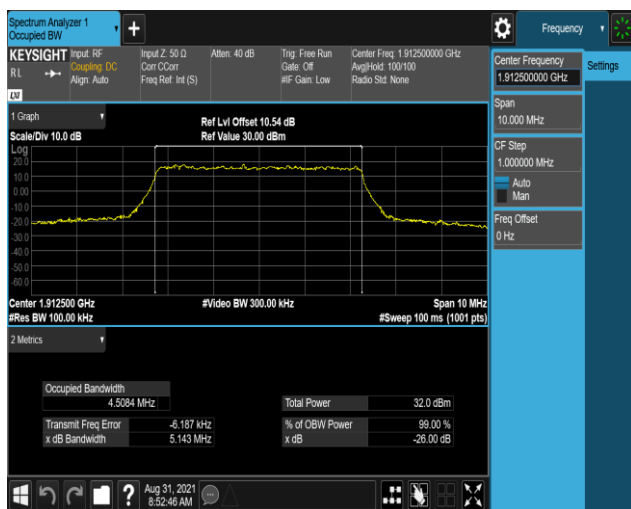 Spectrum Analyzer 1
Occupied BW
Frequency
KEYSIGHT
RL
LXI
Input: RF
Coupling: DC
Align: Auto
Input Z: 50 Ω
Corr CCorr
Freq Ref: Int (S)
Atten: 40 dB
Trig: Free Run
Gate: Off
#IF Gain: Low
Center Freq: 1.912500000 GHz
Avg|Hold: 100/100
Radio Std: None
Center Frequency
1.912500000 GHz
Settings
Span
10.000 MHz
CF Step
1.000000 MHz
Auto
Man
Freq Offset
0 Hz
1 Graph
Scale/Div 10.0 dB
Ref Lvl Offset 10.54 dB
Ref Value 30.00 dBm
Log
20.0
10.0
0.00
-10.0
-20.0
-30.0
-40.0
-50.0
-60.0
Center 1.912500 GHz
#Video BW 300.00 kHz
Span 10 MHz
#Res BW 100.00 kHz
#Sweep 100 ms (1001 pts)
2 Metrics
Occupied Bandwidth
4.5084 MHz
Total Power 32.0 dBm
Transmit Freq Error -6.187 kHz
% of OBW Power 99.00 %
x dB Bandwidth 5.143 MHz
x dB -26.00 dB
?
Aug 31, 2021
8:52:46 AM